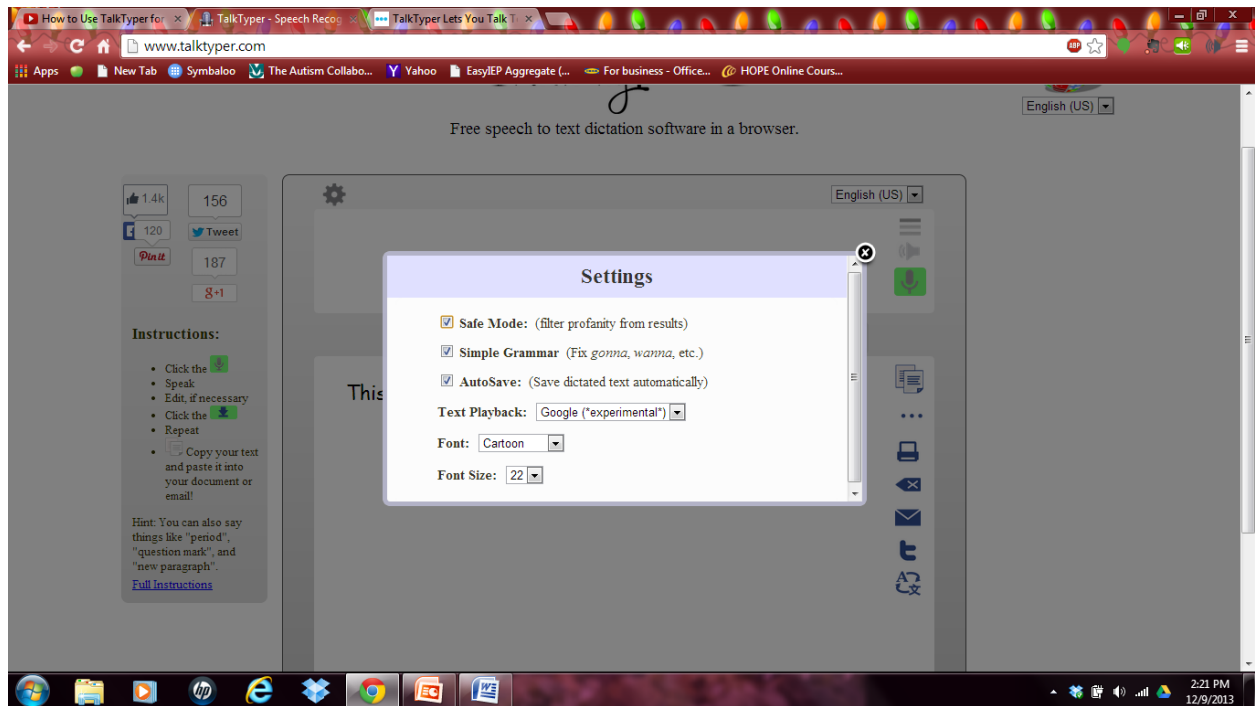 How to Use TalkTyper for
TalkTyper - Speech Recog
TalkTyper Lets You Talk T
www.talktyper.com
ABP
Apps
New Tab
Symbaloo
The Autism Collabo...
Yahoo
EasyIEP Aggregate (...
For business - Office...
HOPE Online Cours...
English (US)
Free speech to text dictation software in a browser.
1.4k
156
120
Tweet
Pin it
187
g+1
English (US)
Instructions:
Click the
Speak
Edit, if necessary
Click the
Repeat
Copy your text
and paste it into
your document or
email!
Hint: You can also say
things like "period",
"question mark", and
"new paragraph".
Full Instructions
This
Settings
Safe Mode: (filter profanity from results)
Simple Grammar (Fix gonna, wanna, etc.)
AutoSave: (Save dictated text automatically)
Text Playback: Google (*experimental*)
Font: Cartoon
Font Size: 22
hp
2:21 PM
12/9/2013